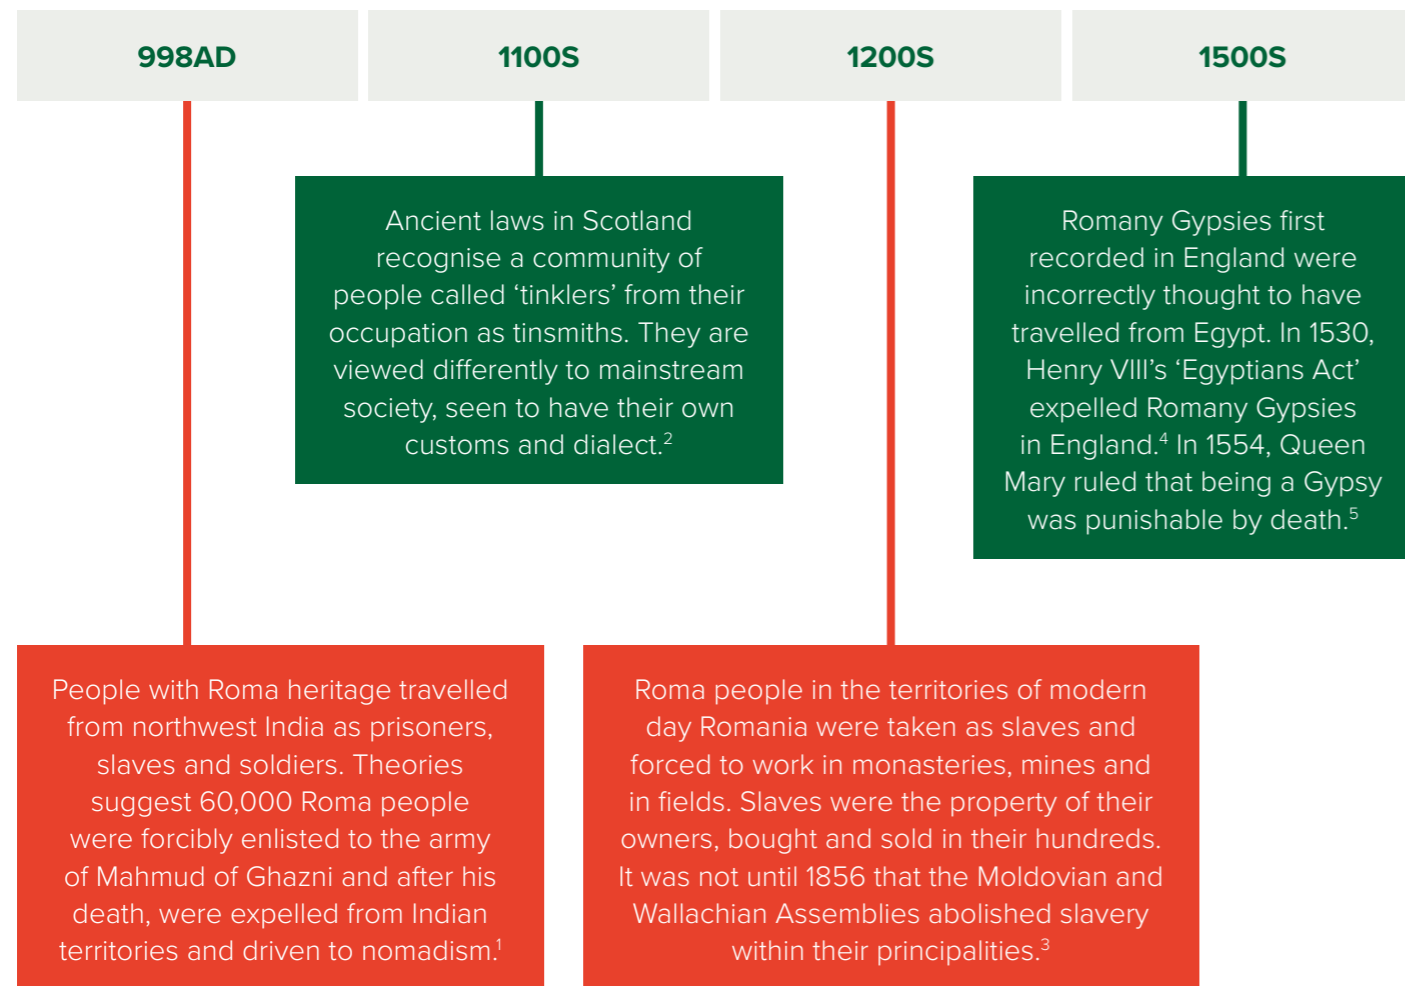 998AD
1100S
1200S
1500S
Ancient laws in Scotland
recognise a community of
people called ‘tinklers’ from their
occupation as tinsmiths. They are
viewed differently to mainstream
society, seen to have their own
customs and dialect.2
Romany Gypsies first
recorded in England were
incorrectly thought to have
travelled from Egypt. In 1530,
Henry VIII’s ‘Egyptians Act’
expelled Romany Gypsies
in England.4 In 1554, Queen
Mary ruled that being a Gypsy
was punishable by death.5
People with Roma heritage travelled
from northwest India as prisoners,
slaves and soldiers. Theories
suggest 60,000 Roma people
were forcibly enlisted to the army
of Mahmud of Ghazni and after his
death, were expelled from Indian
territories and driven to nomadism.1
Roma people in the territories of modern
day Romania were taken as slaves and
forced to work in monasteries, mines and
in fields. Slaves were the property of their
owners, bought and sold in their hundreds.
It was not until 1856 that the Moldovian and
Wallachian Assemblies abolished slavery
within their principalities.3